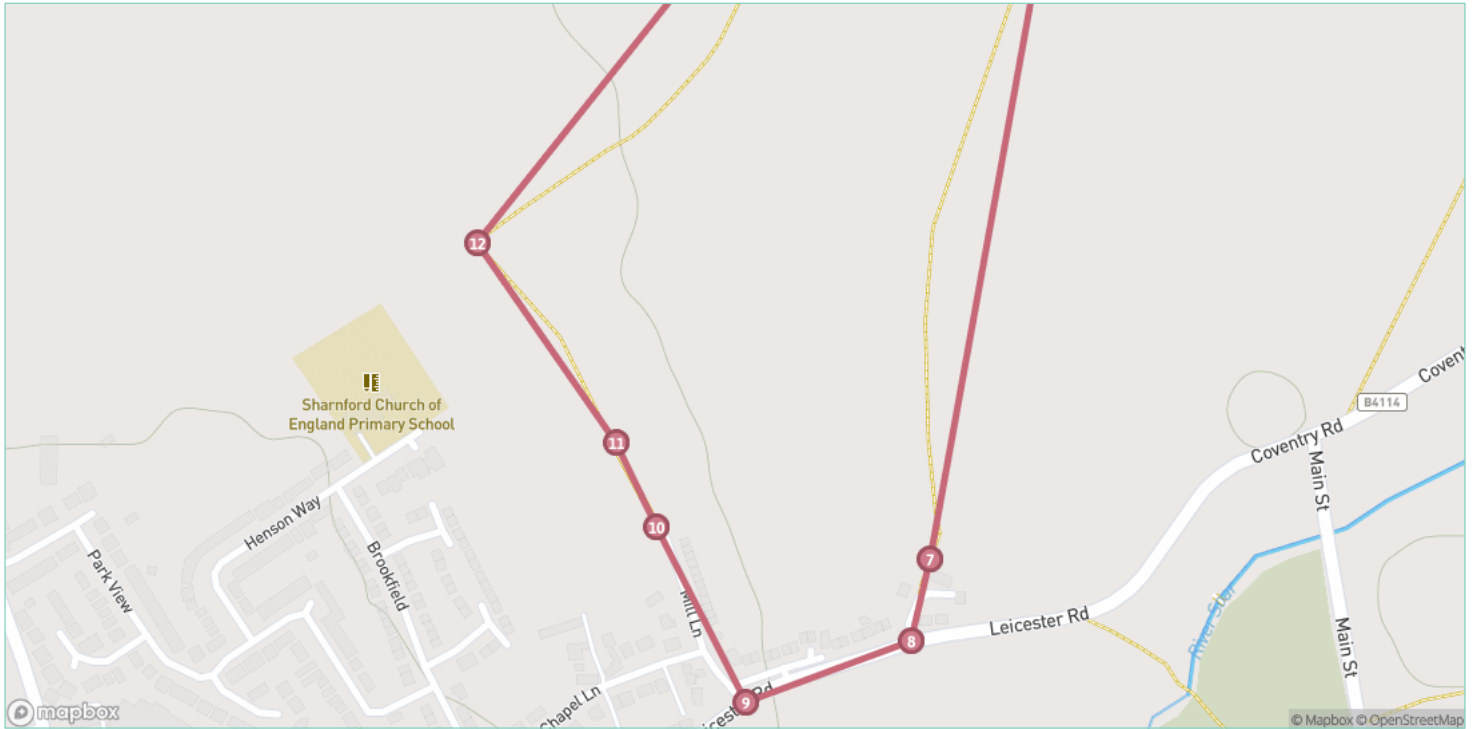 12
Sharnford Church of
England Primary School
B4114
Coventry Rd
Main St
11
10
Henson Way
7
Brookfield
Park View
Mill Ln
Leicester Rd
8
Main St
9
Chapel Ln
mapbox
© Mapbox © OpenStreetMap